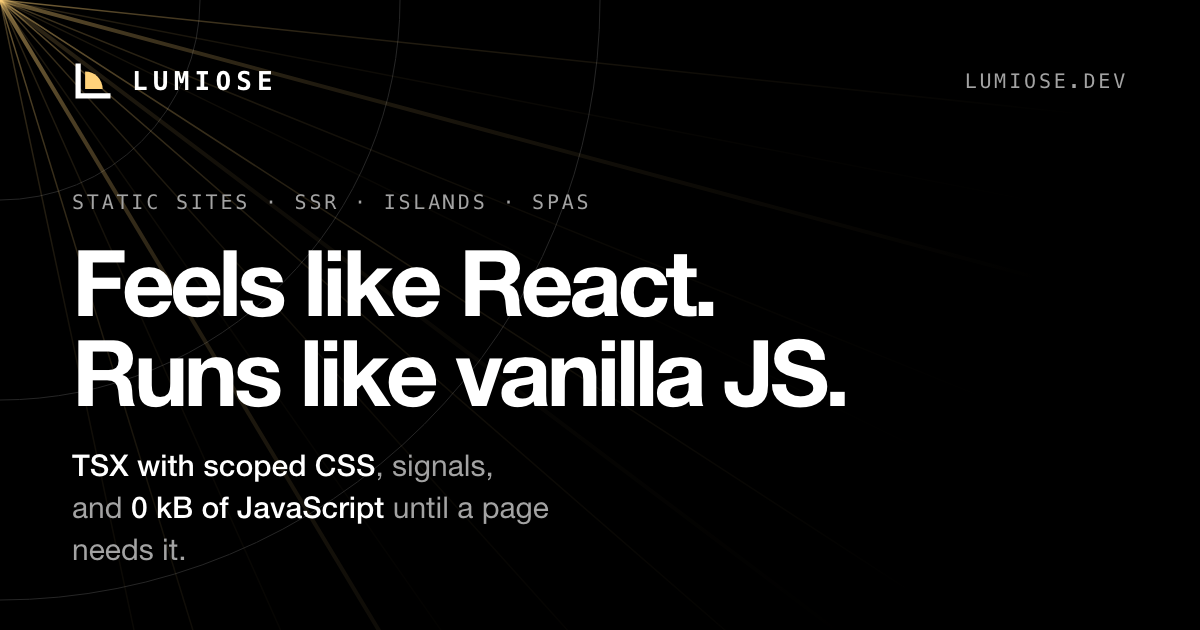 LUMIOSE
LUMIOSE.DEV
STATIC SITES · SSR · ISLANDS · SPAS
Feels like React.
Runs like vanilla JS.
TSX with scoped CSS, signals,
and 0 kB of JavaScript until a page
needs it.